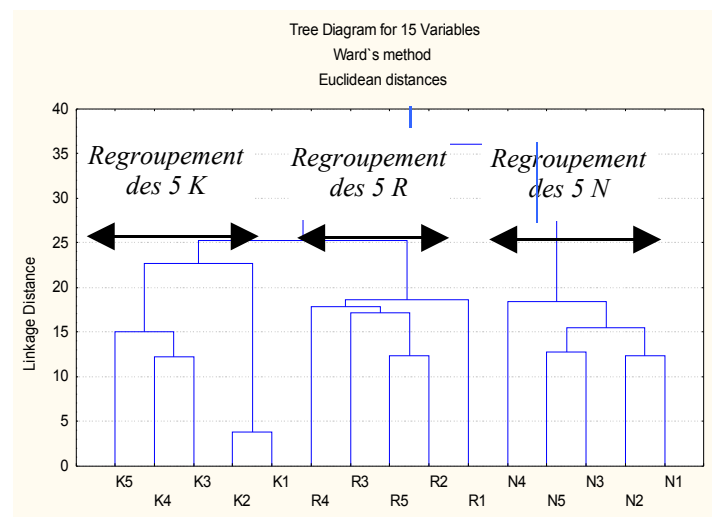 Tree Diagram for 15 Variables
Ward`s method
Euclidean distances
40
35
30
25
20
15
10
5
0
Linkage Distance
Regroupement
des 5 K
Regroupement
des 5 R
Regroupement
des 5 N
K5 K3 K1 R3 R2 N4 N3 N1
K4 K2 R4 R5 R1 N5 N2